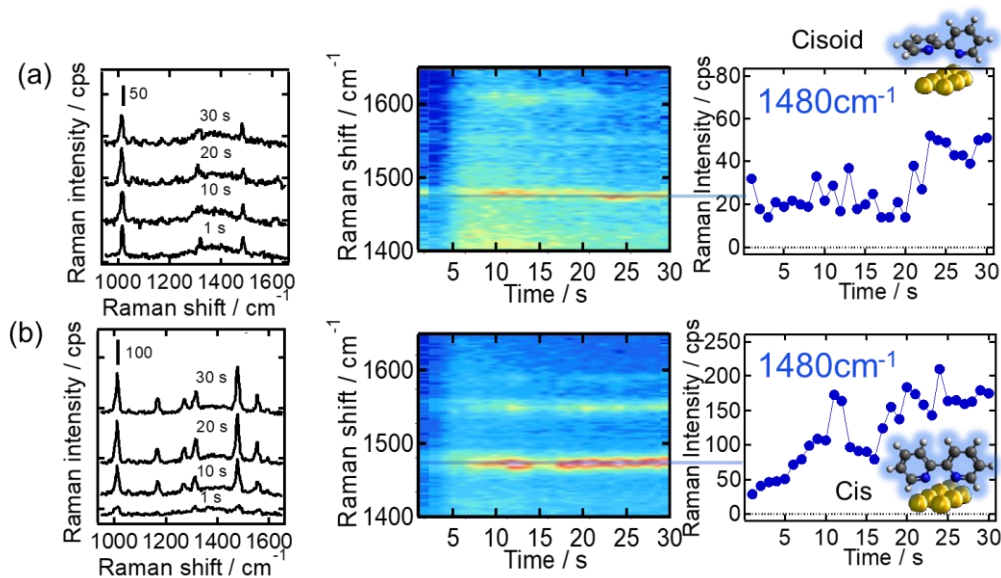 (a)
Raman intensity / cps
50
30 s
20 s
10 s
1 s
1000 1200 1400 1600
Raman shift / cm-1
Raman shift / cm-1
1600
1500
1400
5 10 15 20 25 30
Time / s
Cisoid
Raman Intensity / cps
80
60
40
20
0
1480cm-1
5 10 15 20 25 30
Time / s
(b)
Raman intensity / cps
100
30 s
20 s
10 s
1 s
1000 1200 1400 1600
Raman shift / cm-1
Raman shift / cm-1
1600
1500
1400
5 10 15 20 25 30
Time / s
Raman Intensity / cps
250
200
150
100
50
0
1480cm-1
Cis
5 10 15 20 25 30
Time / s